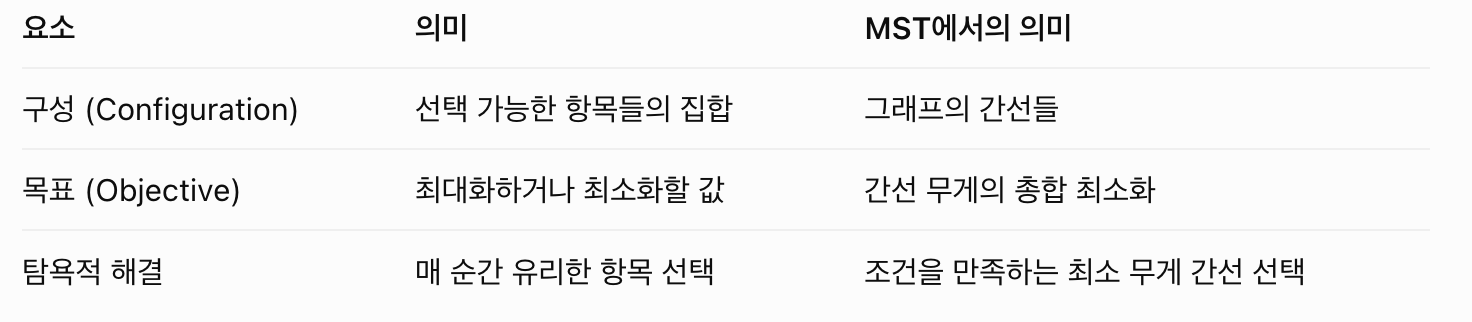 요소 의미 MST에서의 의미
구성 (Configuration) 선택 가능한 항목들의 집합 그래프의 간선들
목표 (Objective) 최대화하거나 최소화할 값 간선 무게의 총합 최소화
탐욕적 해결 매 순간 유리한 항목 선택 조건을 만족하는 최소 무게 간선 선택